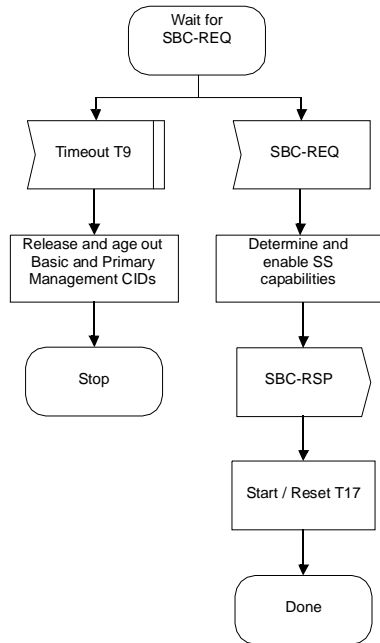 Wait for
SBC-REQ
Timeout T9
SBC-REQ
Release and age out
Basic and Primary
Management CIDs
Determine and
enable SS
capabilities
Stop
SBC-RSP
Start / Reset T17
Done